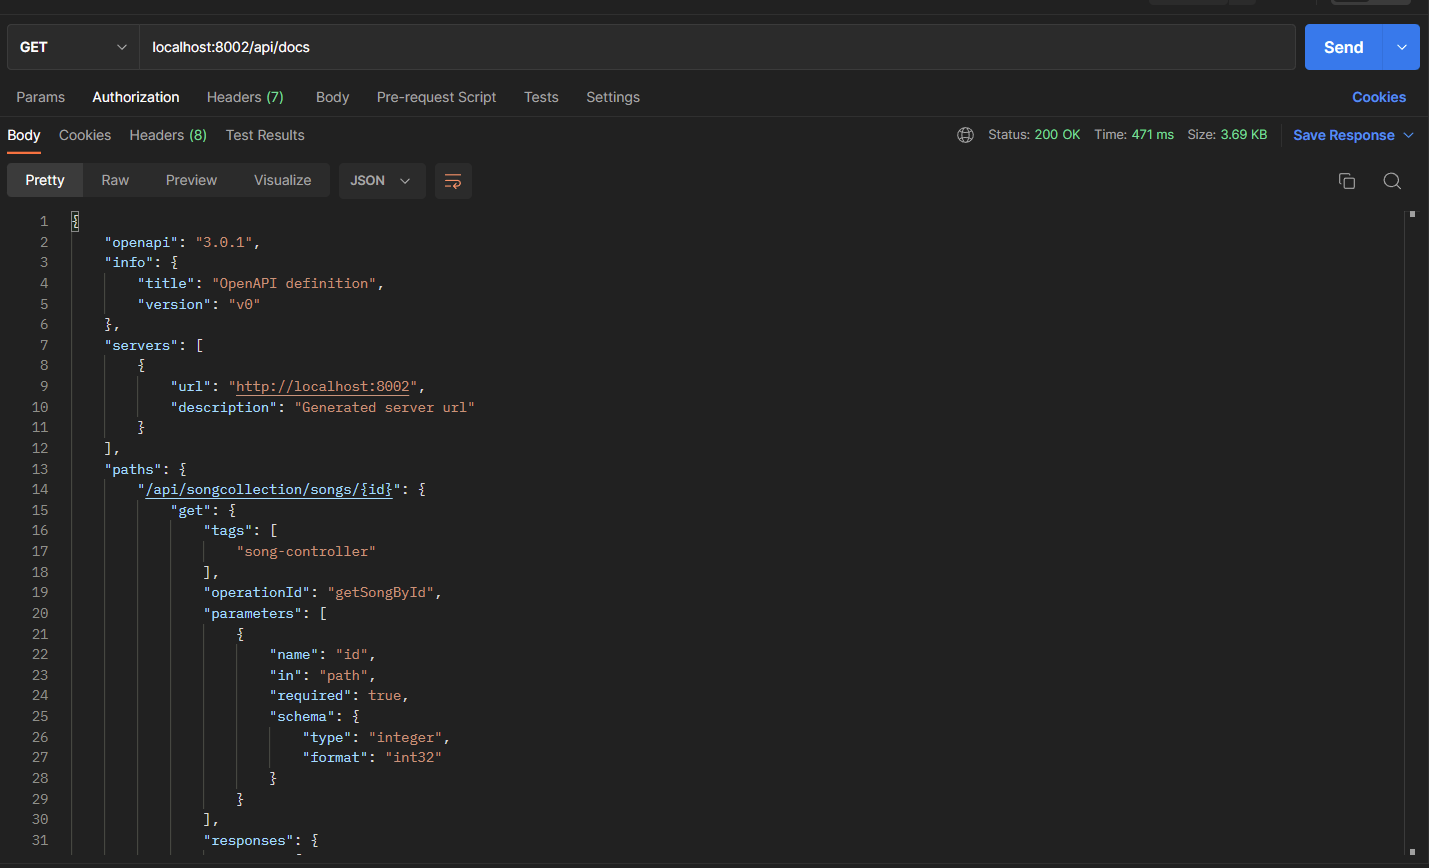 GET localhost:8002/api/docs Send
Params Authorization Headers (7) Body Pre-request Script Tests Settings Cookies
Body Cookies Headers (8) Test Results Status: 200 OK Time: 471 ms Size: 3.69 KB Save Response
Pretty Raw Preview Visualize JSON
1 {
2 "openapi": "3.0.1",
3 "info": {
4 "title": "OpenAPI definition",
5 "version": "v0"
6 },
7 "servers": [
8 {
9 "url": "http://localhost:8002",
10 "description": "Generated server url"
11 }
12 ],
13 "paths": {
14 "/api/songcollection/songs/{id}": {
15 "get": {
16 "tags": [
17 "song-controller"
18 ],
19 "operationId": "getSongById",
20 "parameters": [
21 {
22 "name": "id",
23 "in": "path",
24 "required": true,
25 "schema": {
26 "type": "integer",
27 "format": "int32"
28 }
29 }
30 ],
31 "responses": {